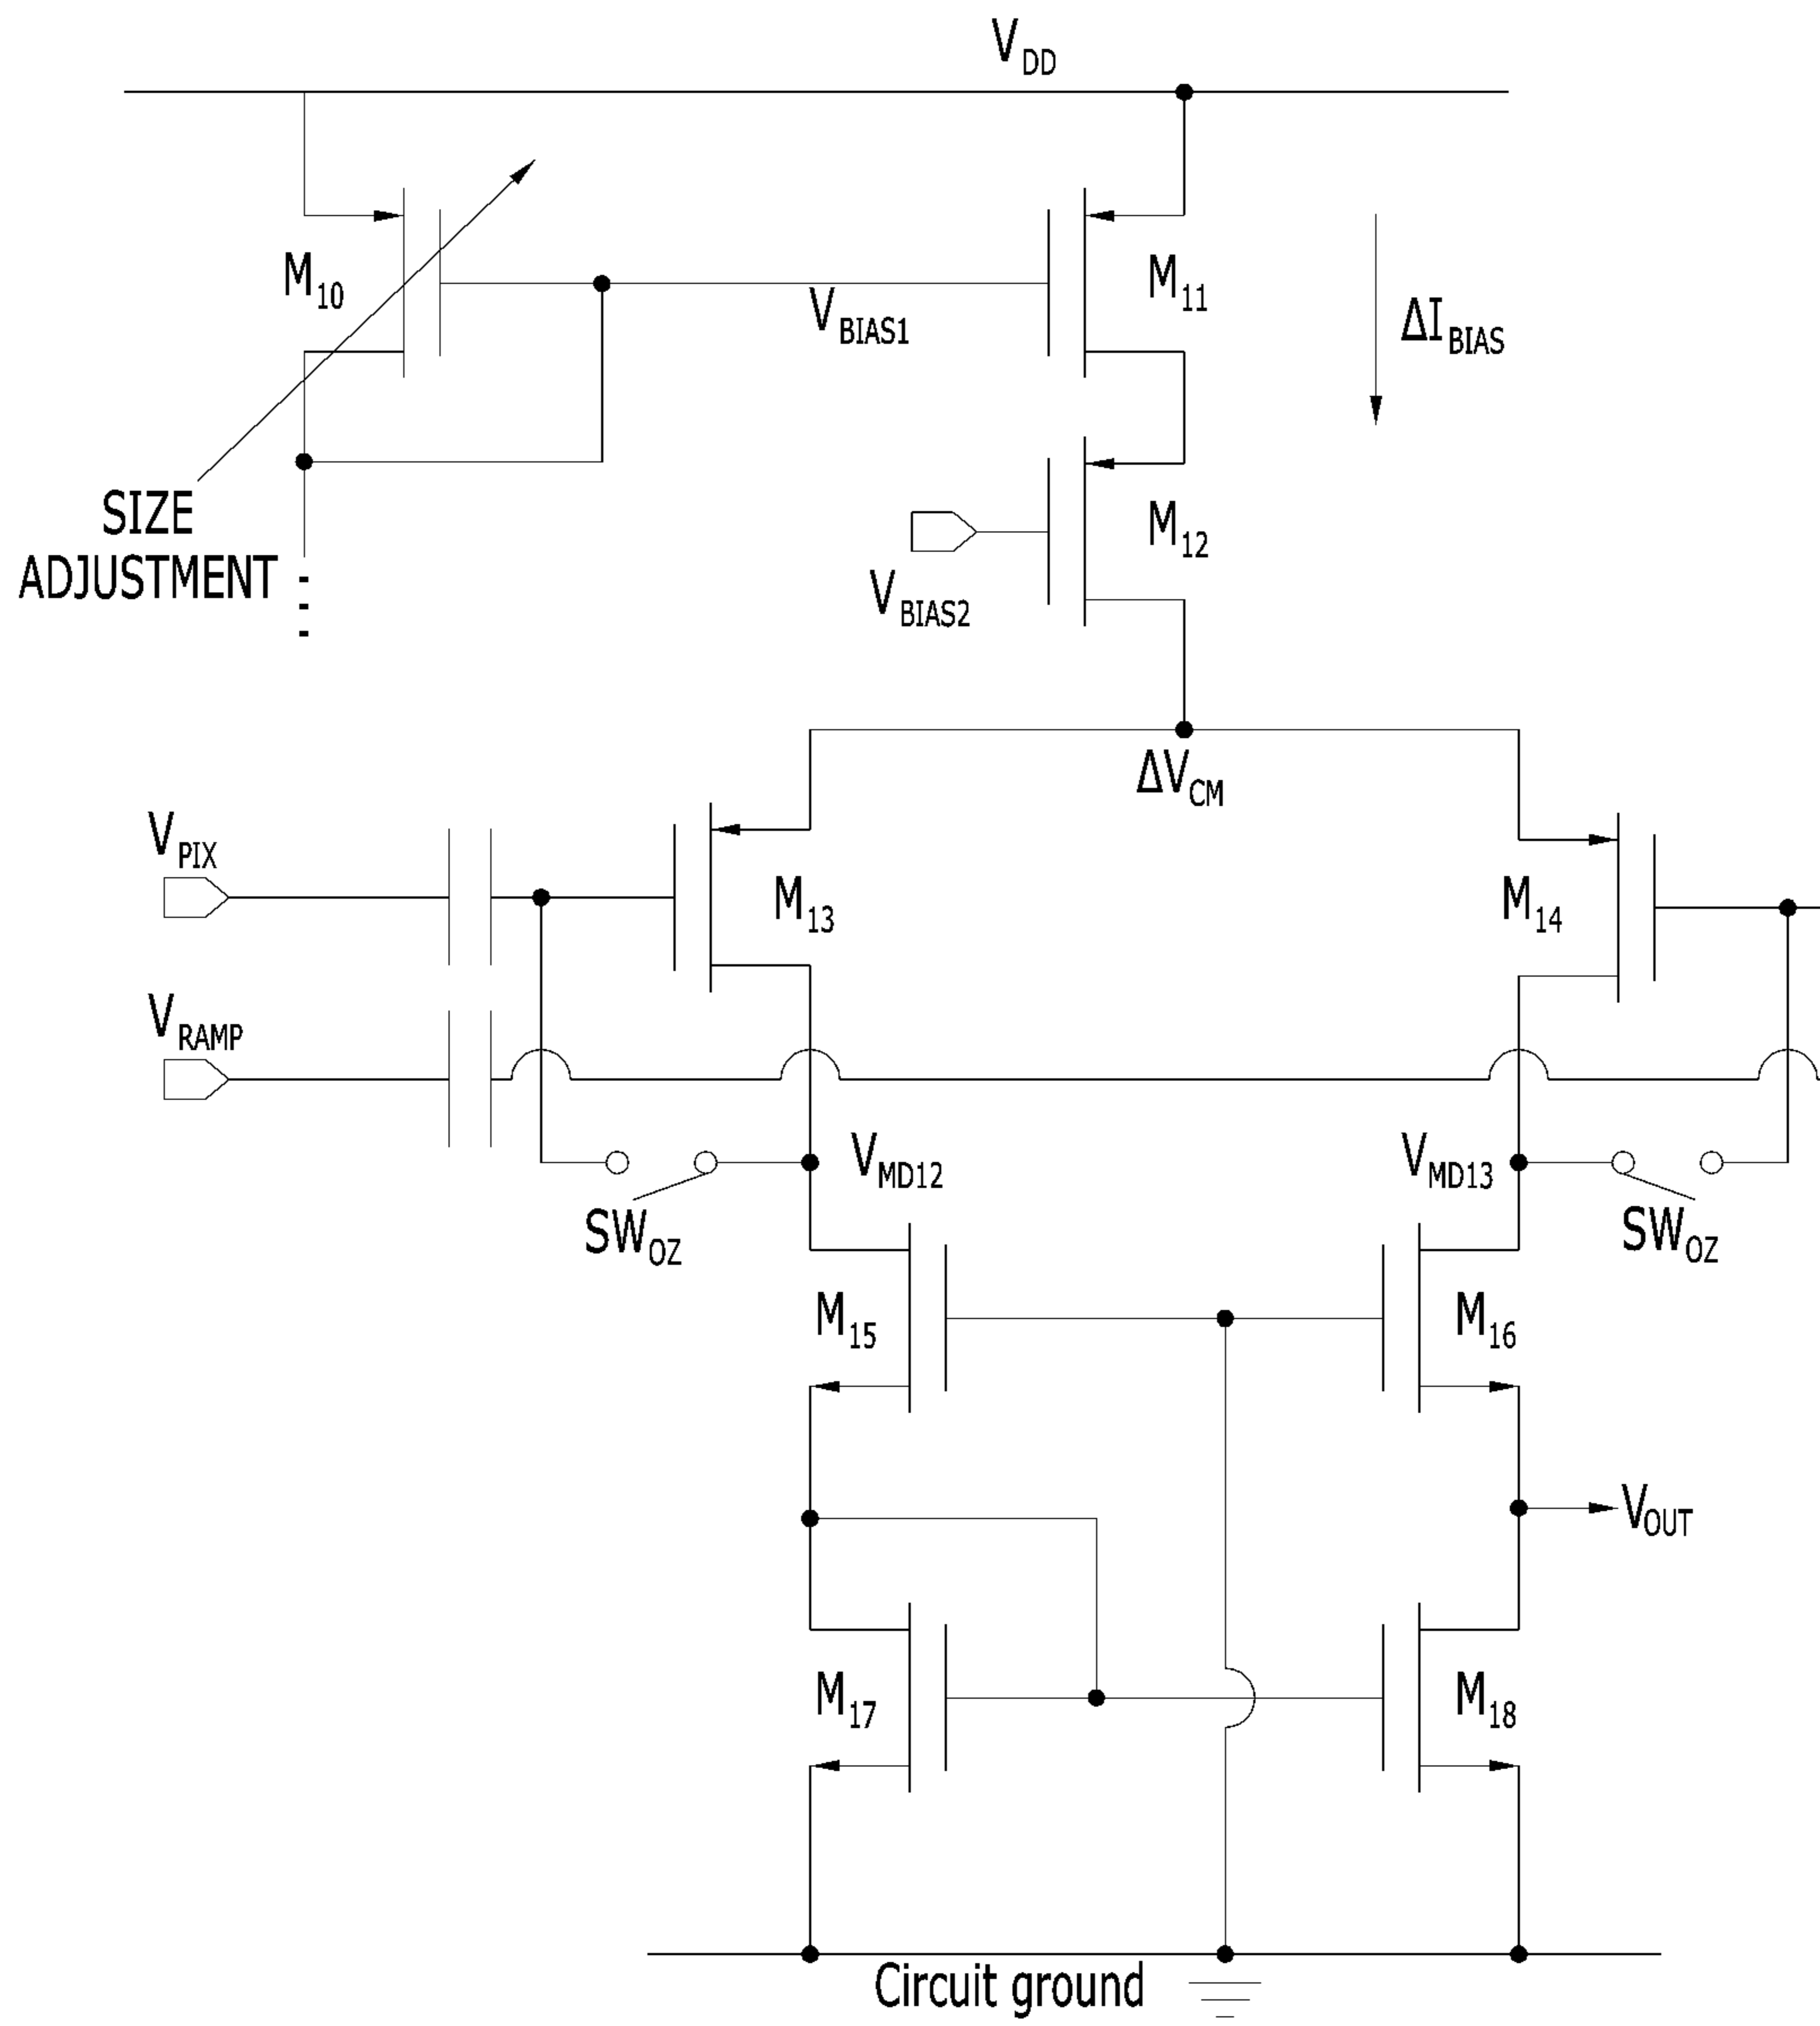 VDD
M10
VBIAS1
M11
ΔIBIAS
SIZE
ADJUSTMENT
M12
VBIAS2
ΔVCM
VPIX
M13
M14
VRAMP
VMD12
VMD13
SWOZ
SWOZ
M15
M16
VOUT
M17
M18
Circuit ground